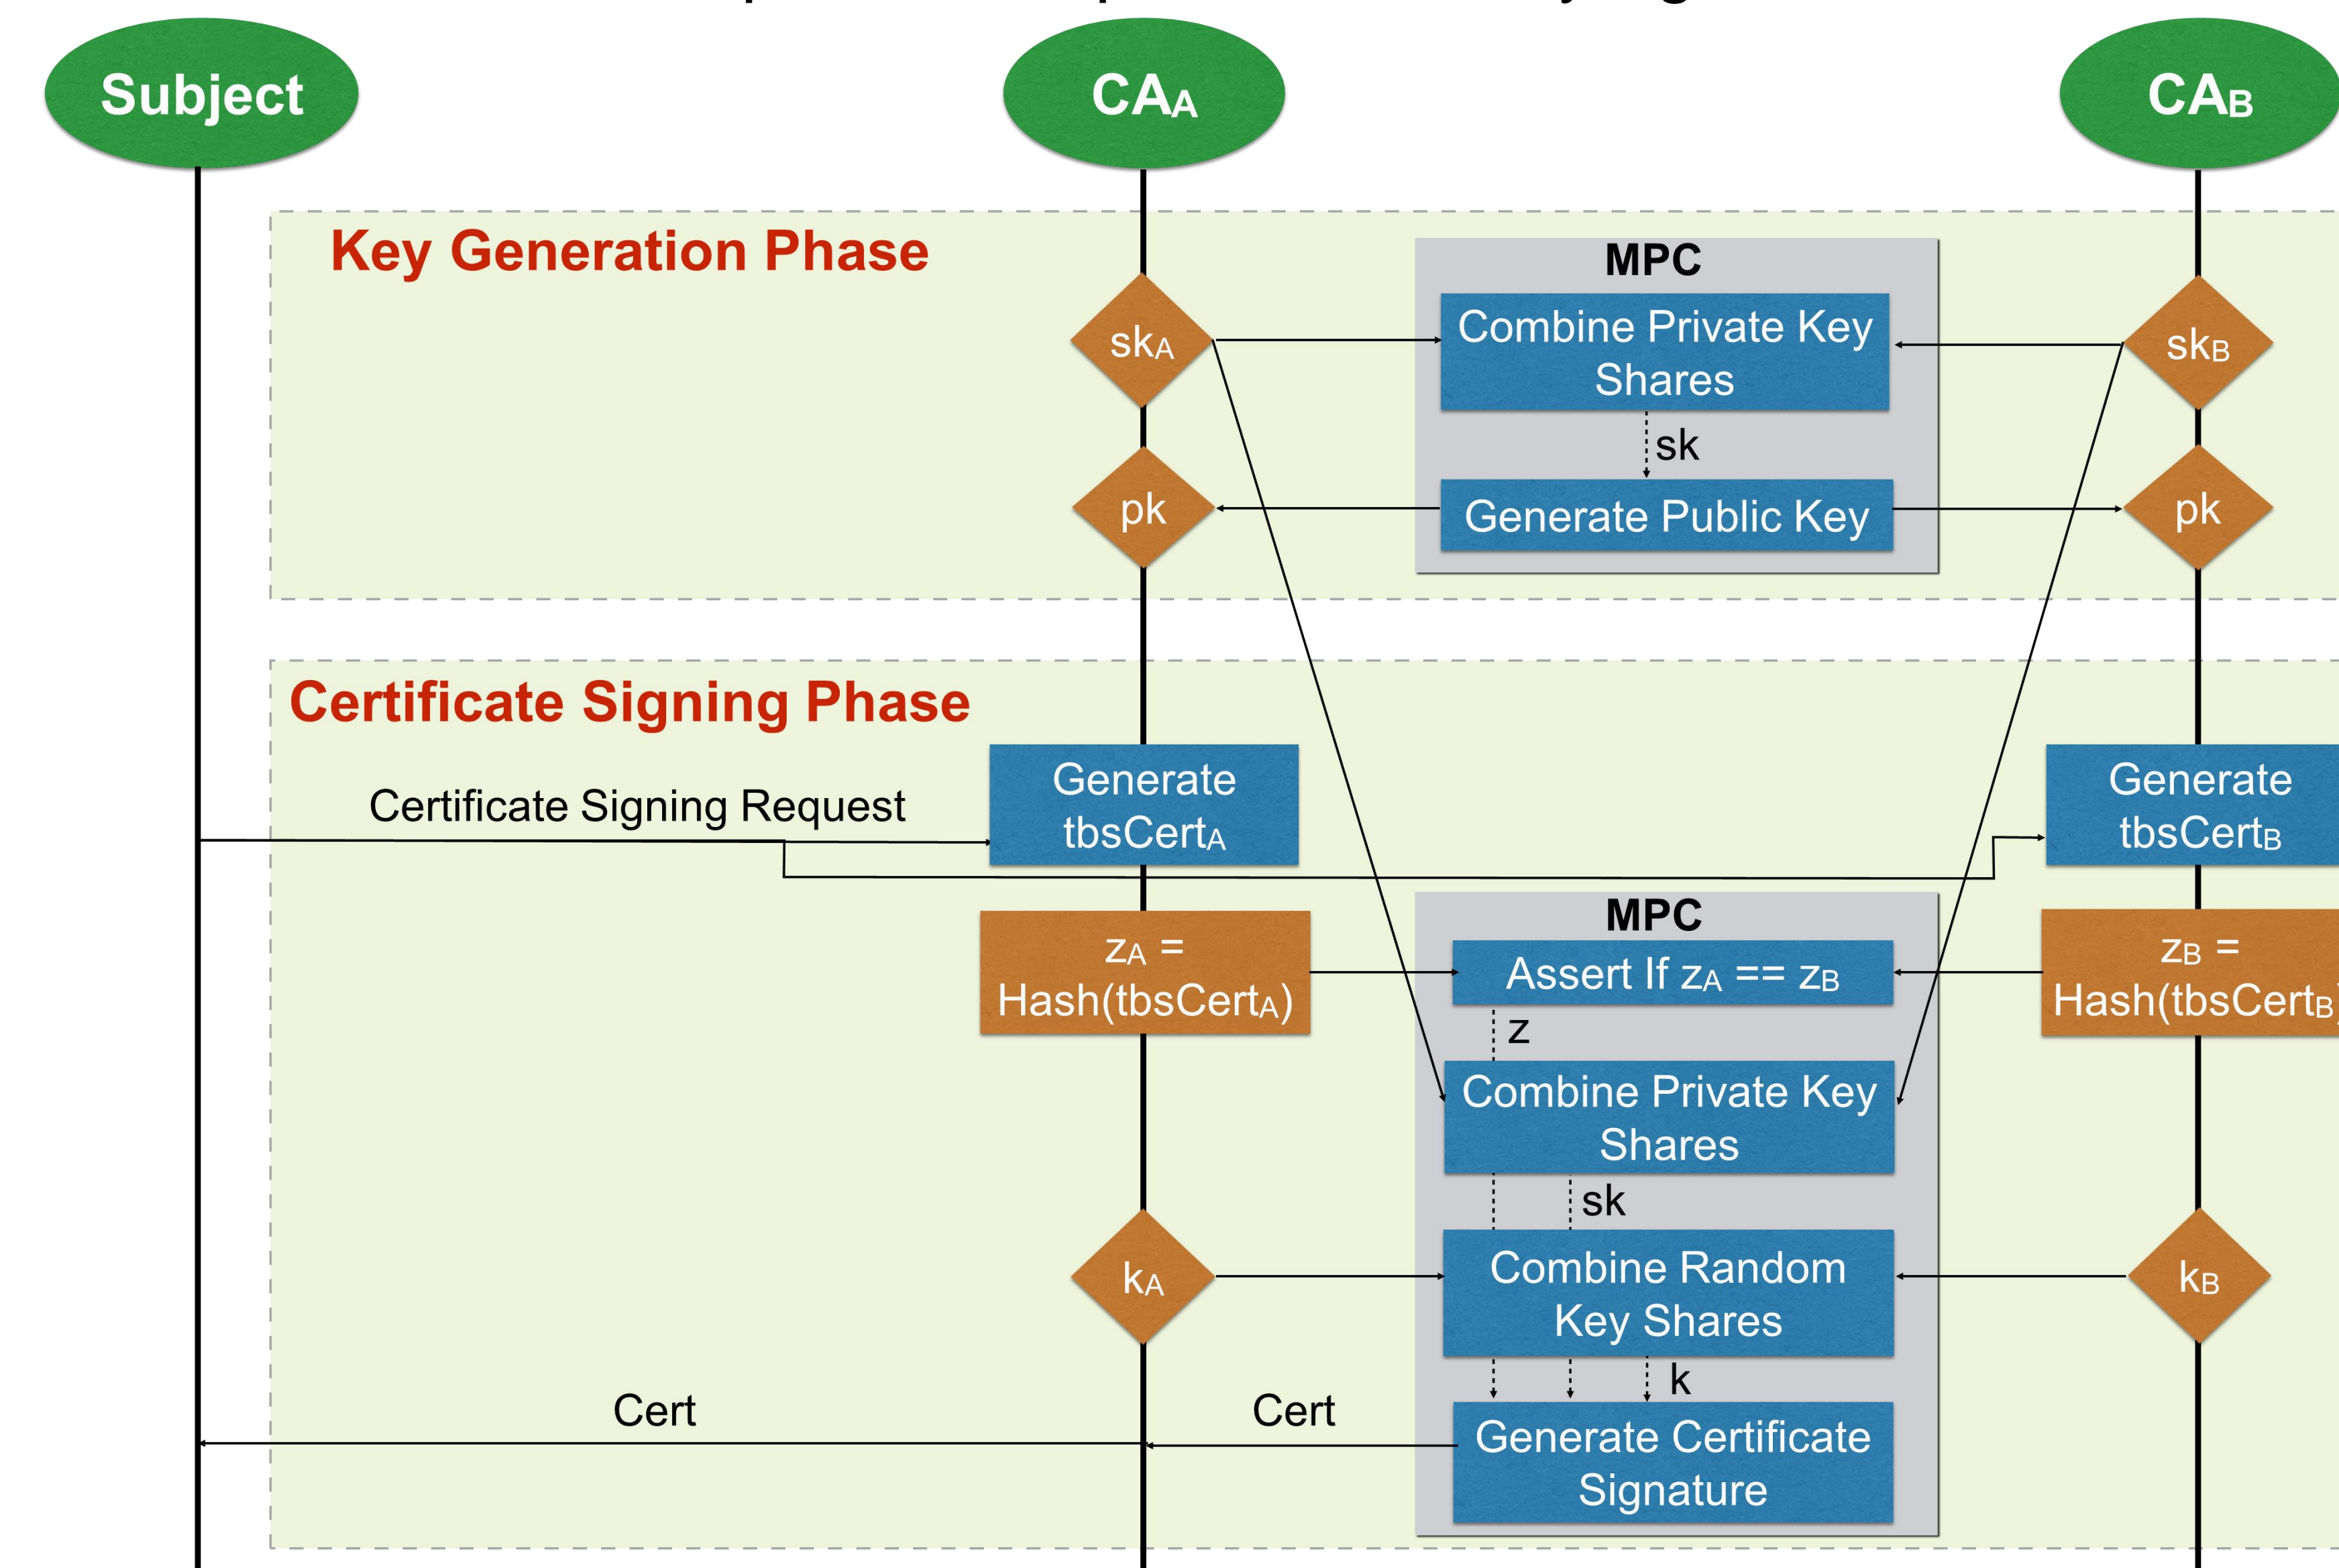 Subject
CAA
CAB
Key Generation Phase
MPC
skA
Combine Private Key
Shares
skB
sk
pk
Generate Public Key
pk
Certificate Signing Phase
Certificate Signing Request
Generate
tbsCertA
Generate
tbsCertB
MPC
zA =
Hash(tbsCertA)
Assert If zA == zB
zB =
Hash(tbsCertB)
z
Combine Private Key
Shares
sk
kA
Combine Random
Key Shares
kB
k
Cert
Cert
Generate Certificate
Signature